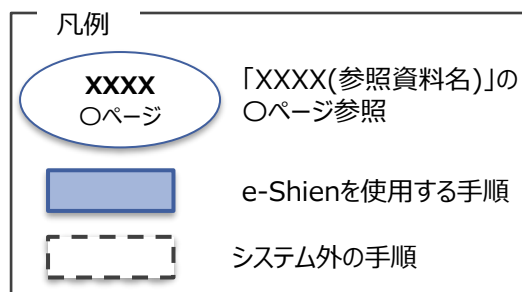 凡例
XXXX
〇ページ
「XXXX(参照資料名)」の
〇ページ参照
e-Shienを使用する手順
システム外の手順